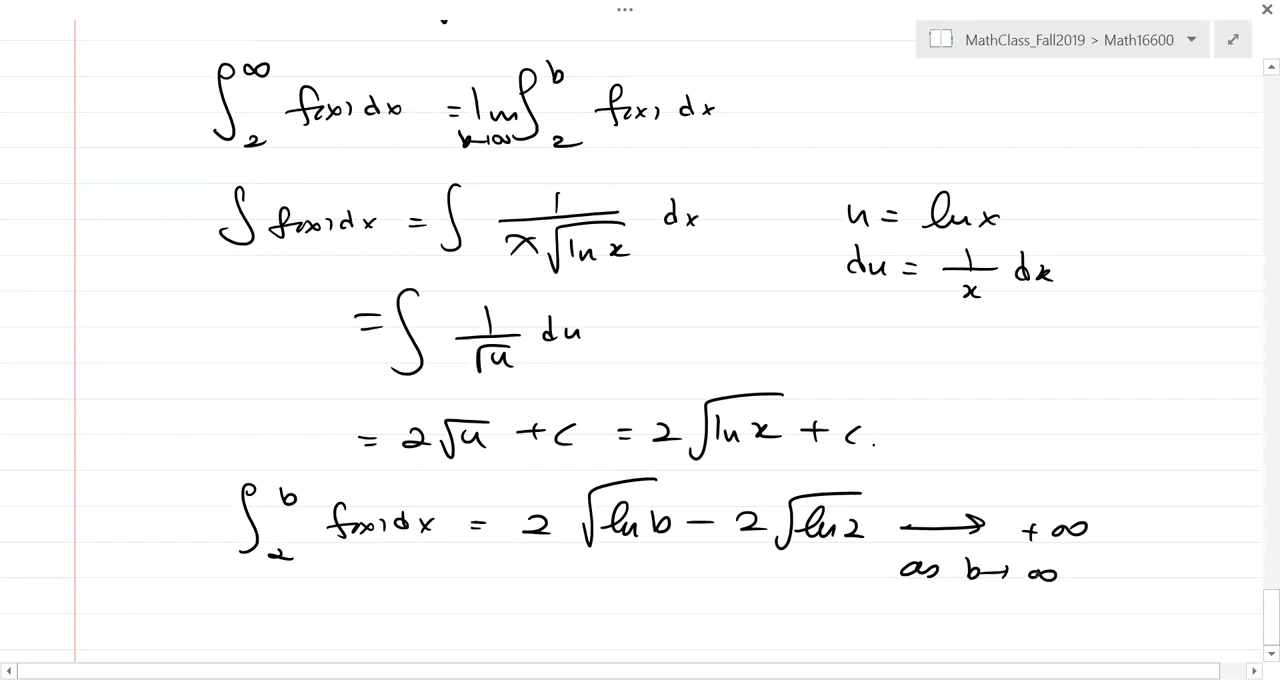 MathClass_Fall2019 > Math16600
∫₂^∞ f(x) dx = lim b→∞ ∫₂^b f(x) dx
∫ f(x) dx = ∫ 1/(x√(ln x)) dx u = ln x
du = 1/x dx
= ∫ 1/√u du
= 2√u + c = 2√(ln x) + c.
∫₂^b f(x) dx = 2√(ln b) − 2√(ln 2) ⟶ +∞
as b→∞